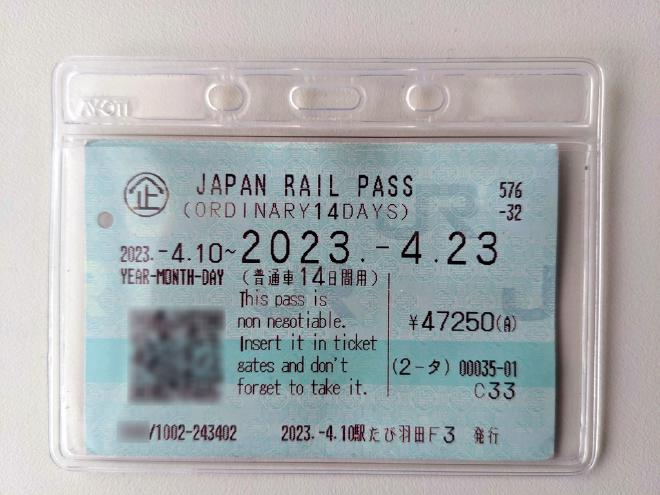 AYOTI
企 JAPAN RAIL PASS 576
(ORDINARY14DAYS) -32
2023.-4.10~2023.-4.23
YEAR-MONTH-DAY (普通車14日間用)
This pass is
non negotiable. ¥47250(A)
Insert it in ticket
gates and don't (2-タ) 00035-01
forget to take it. C33
/1002-243402 2023.-4.10駅たび羽田F3 発行